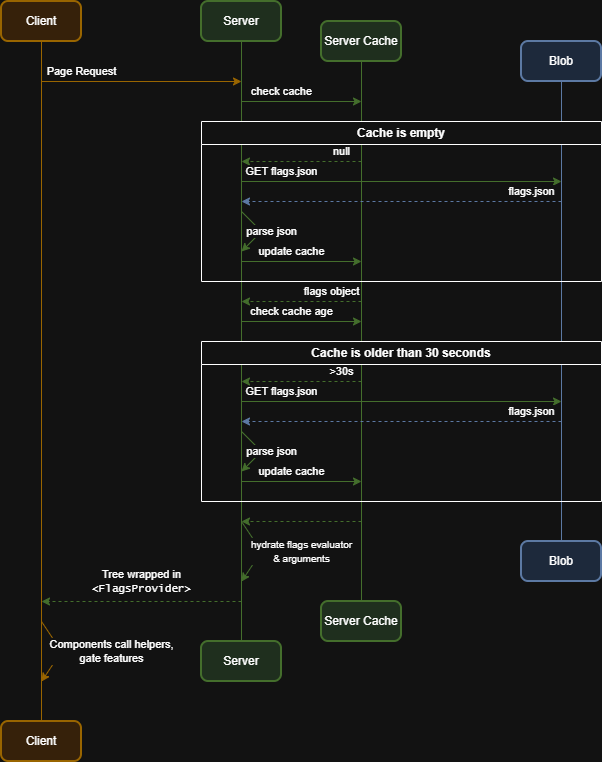 Client
Server
Server Cache
Blob
Page Request
check cache
Cache is empty
null
GET flags.json
flags.json
parse json
update cache
flags object
check cache age
Cache is older than 30 seconds
>30s
GET flags.json
flags.json
parse json
update cache
hydrate flags evaluator
& arguments
Blob
Tree wrapped in
<FlagsProvider>
Server Cache
Components call helpers,
gate features
Server
Client